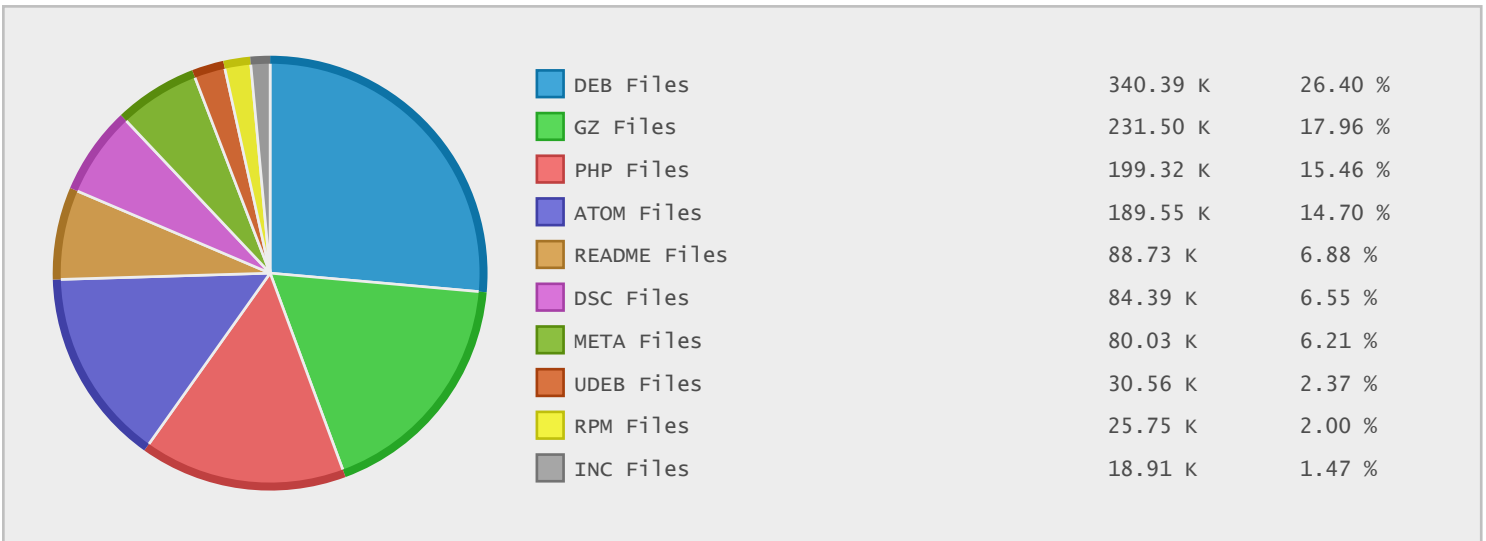 DEB Files 340.39 K 26.40 %
GZ Files 231.50 K 17.96 %
PHP Files 199.32 K 15.46 %
ATOM Files 189.55 K 14.70 %
README Files 88.73 K 6.88 %
DSC Files 84.39 K 6.55 %
META Files 80.03 K 6.21 %
UDEB Files 30.56 K 2.37 %
RPM Files 25.75 K 2.00 %
INC Files 18.91 K 1.47 %